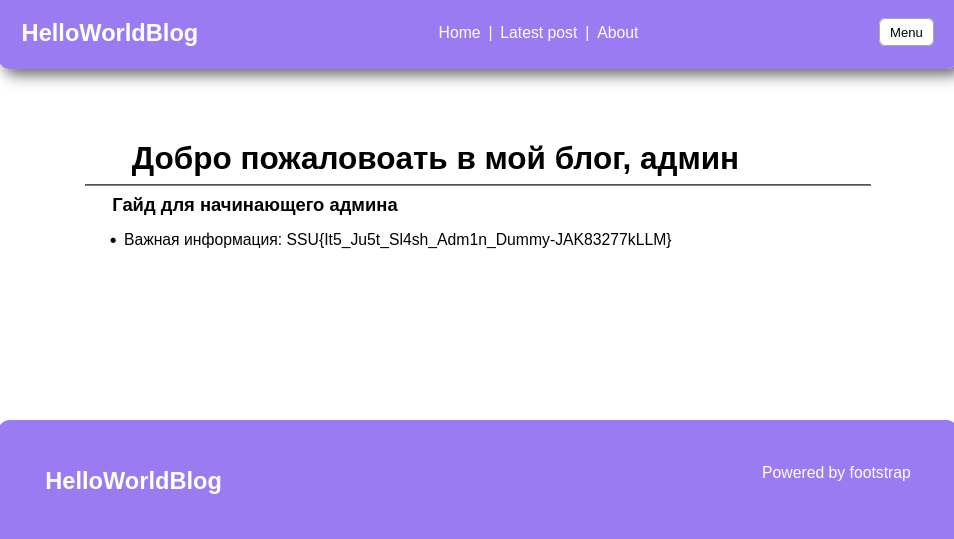 HelloWorldBlog
Home | Latest post | About
Menu
Добро пожаловоать в мой блог, админ
Гайд для начинающего админа
• Важная информация: SSU{It5_Ju5t_Sl4sh_Adm1n_Dummy-JAK83277kLLM}
HelloWorldBlog
Powered by footstrap